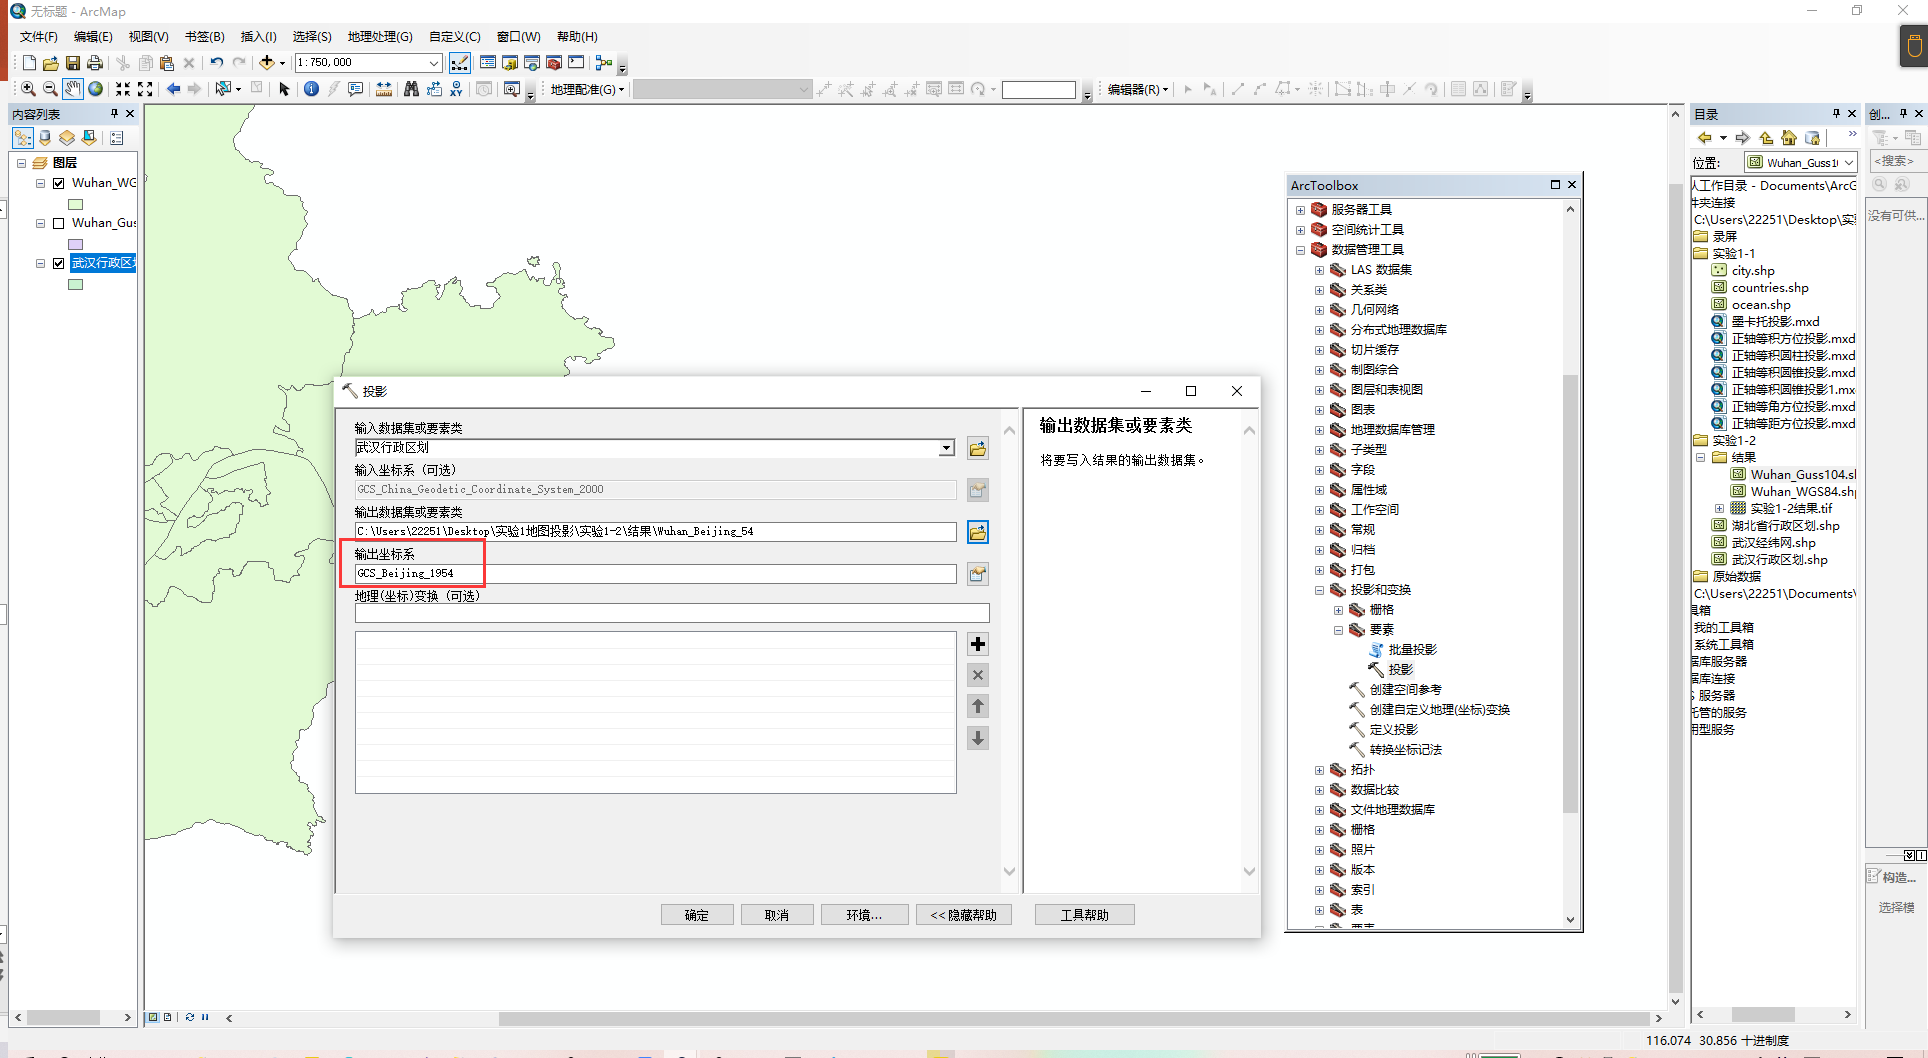 无标题 - ArcMap
文件(F) 编辑(E) 视图(V) 书签(B) 插入(I) 选择(S) 地理处理(G) 自定义(C) 窗口(W) 帮助(H)
1:750,000
地理配准(G)
编辑器(R)
内容列表
图层
Wuhan_WG
Wuhan_Gus
武汉行政区划
投影
输入数据集或要素类
武汉行政区划
输入坐标系 (可选)
GCS_China_Geodetic_Coordinate_System_2000
输出数据集或要素类
C:\Users\22251\Desktop\实验1地图投影\实验1-2\结果\Wuhan_Beijing_54
输出坐标系
GCS_Beijing_1954
地理(坐标)变换 (可选)
确定 取消 环境... << 隐藏帮助 工具帮助
输出数据集或要素类
将要写入结果的输出数据集。
ArcToolbox
服务器工具
空间统计工具
数据管理工具
LAS 数据集
关系类
几何网络
分布式地理数据库
切片缓存
制图综合
图层和表视图
图表
地理数据库管理
子类型
字段
属性域
工作空间
常规
归档
打包
投影和变换
栅格
要素
批量投影
投影
创建空间参考
创建自定义地理(坐标)变换
定义投影
转换坐标记法
拓扑
数据比较
文件地理数据库
栅格
照片
版本
索引
表
目录
位置: Wuhan_Guss1
人工作目录 - Documents\ArcG
件夹连接
C:\Users\22251\Desktop\实
录屏
实验1-1
city.shp
countries.shp
ocean.shp
墨卡托投影.mxd
正轴等积方位投影.mxd
正轴等积圆柱投影.mxd
正轴等积圆锥投影.mxd
正轴等积圆锥投影1.mx
正轴等角方位投影.mxd
正轴等距方位投影.mxd
实验1-2
结果
Wuhan_Guss104.sh
Wuhan_WGS84.shp
实验1-2结果.tif
湖北省行政区划.shp
武汉经纬网.shp
武汉行政区划.shp
原始数据
C:\Users\22251\Documents\
具箱
我的工具箱
系统工具箱
据库服务器
据库连接
S 服务器
托管的服务
用型服务
创...
<搜索>
没有可供...
构造...
选择模
116.074 30.856 十进制度